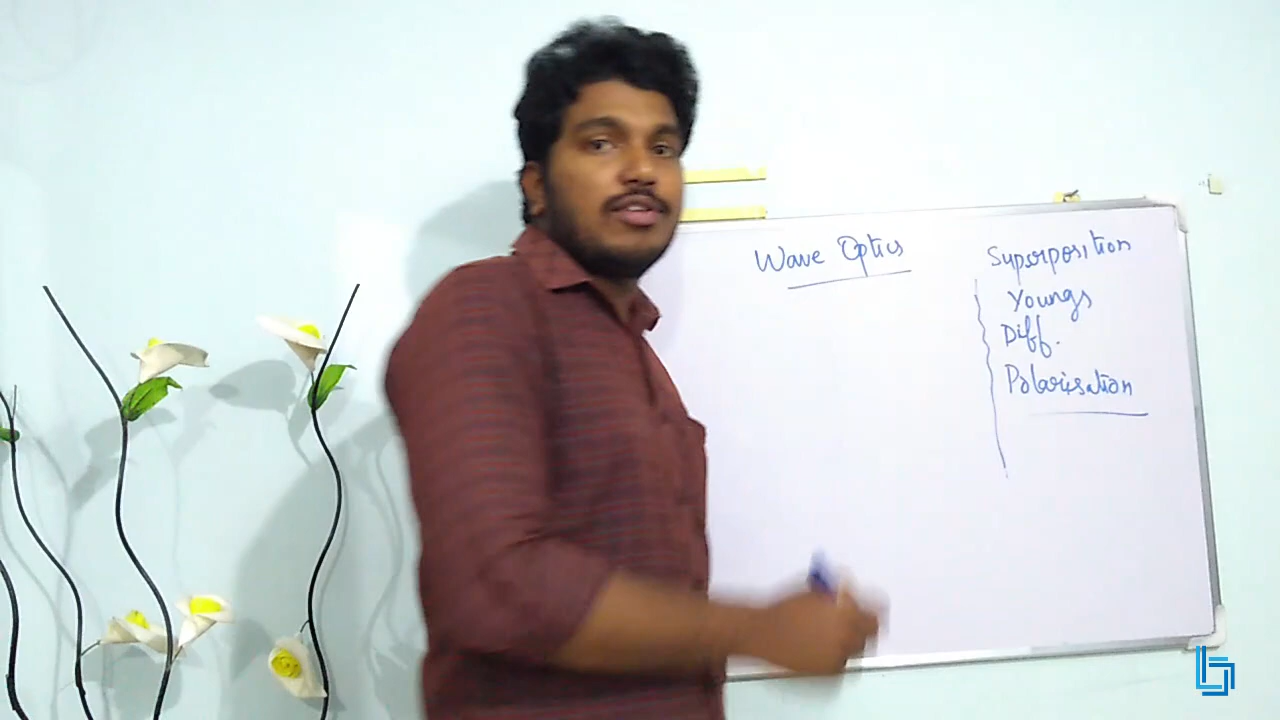 Wave Optics
Superposition
Youngs
Diff.
Polarisation